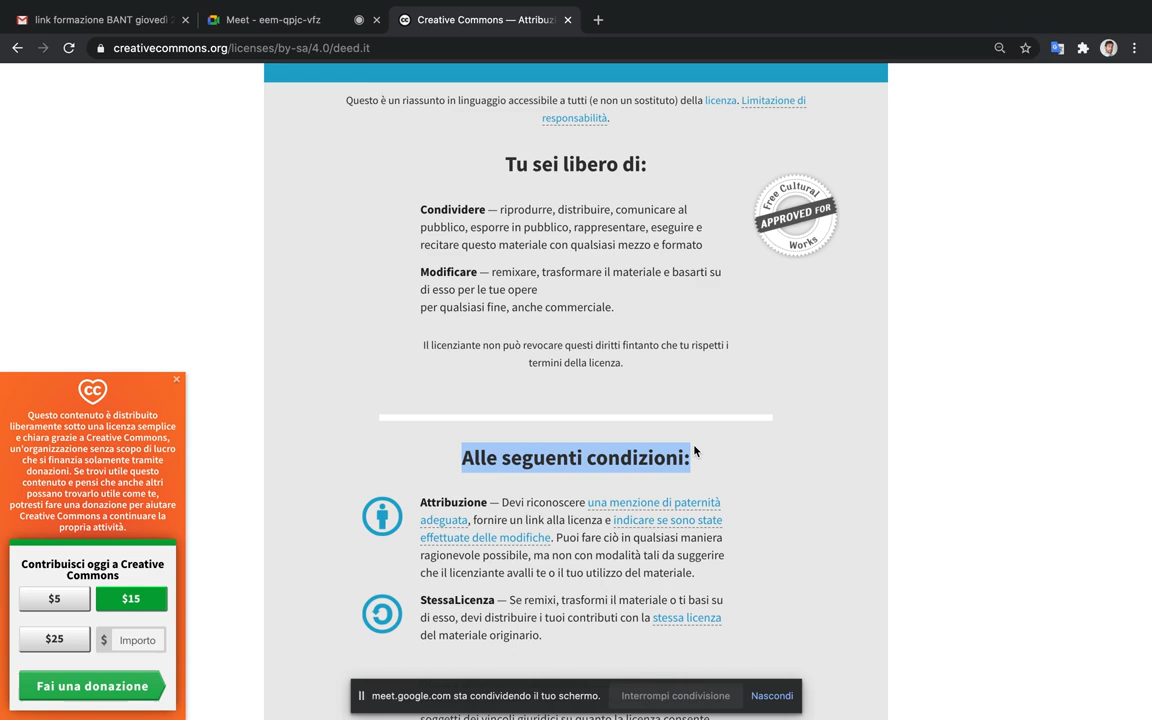 link formazione BANT giovedì 2
Meet - eem-qpjc-vfz
Creative Commons — Attribuzi
creativecommons.org/licenses/by-sa/4.0/deed.it
Questo è un riassunto in linguaggio accessibile a tutti (e non un sostituto) della licenza. Limitazione di
responsabilità.
Tu sei libero di:
Condividere — riprodurre, distribuire, comunicare al
pubblico, esporre in pubblico, rappresentare, eseguire e
recitare questo materiale con qualsiasi mezzo e formato
Modificare — remixare, trasformare il materiale e basarti su
di esso per le tue opere
per qualsiasi fine, anche commerciale.
Free Cultural
APPROVED FOR
Works
Il licenziante non può revocare questi diritti fintanto che tu rispetti i
termini della licenza.
Alle seguenti condizioni:
Attribuzione — Devi riconoscere una menzione di paternità
adeguata, fornire un link alla licenza e indicare se sono state
effettuate delle modifiche. Puoi fare ciò in qualsiasi maniera
ragionevole possibile, ma non con modalità tali da suggerire
che il licenziante avalli te o il tuo utilizzo del materiale.
StessaLicenza — Se remixi, trasformi il materiale o ti basi su
di esso, devi distribuire i tuoi contributi con la stessa licenza
del materiale originario.
soggetti dei vincoli giuridici su quanto la licenza consente
cc
Questo contenuto è distribuito
liberamente sotto una licenza semplice
e chiara grazie a Creative Commons,
un'organizzazione senza scopo di lucro
che si finanzia solamente tramite
donazioni. Se trovi utile questo
contenuto e pensi che anche altri
possano trovarlo utile come te,
potresti fare una donazione per aiutare
Creative Commons a continuare la
propria attività.
Contribuisci oggi a Creative
Commons
$5
$15
$25
$ Importo
Fai una donazione
meet.google.com sta condividendo il tuo schermo.
Interrompi condivisione
Nascondi